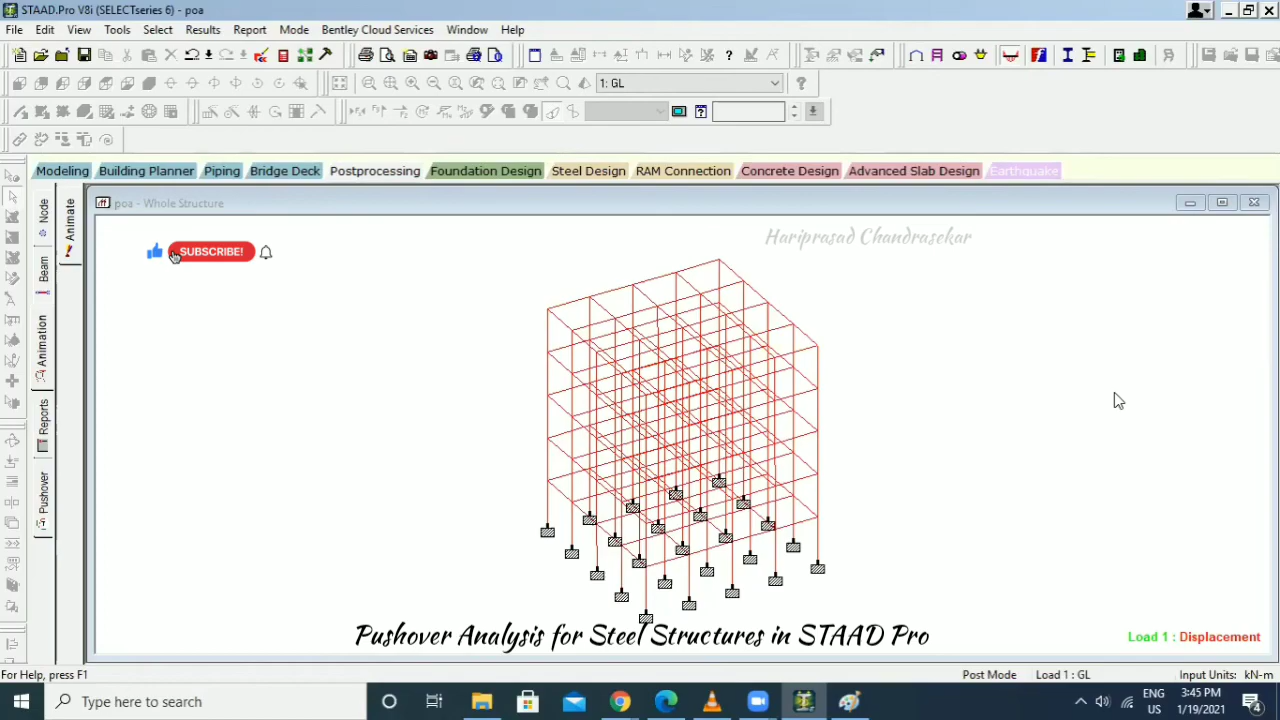 STAAD.Pro V8i (SELECTseries 6) - poa
File Edit View Tools Select Results Report Mode Bentley Cloud Services Window Help
1: GL
Modeling Building Planner Piping Bridge Deck Postprocessing Foundation Design Steel Design RAM Connection Concrete Design Advanced Slab Design Earthquake
poa - Whole Structure
Node
Beam
Animation
Reports
Pushover
Animate
Hariprasad Chandrasekar
SUBSCRIBE!
Pushover Analysis for Steel Structures in STAAD Pro
Load 1 : Displacement
For Help, press F1
Post Mode Load 1 : GL Input Units: kN-m
Type here to search
ENG
US
3:45 PM
1/19/2021
4